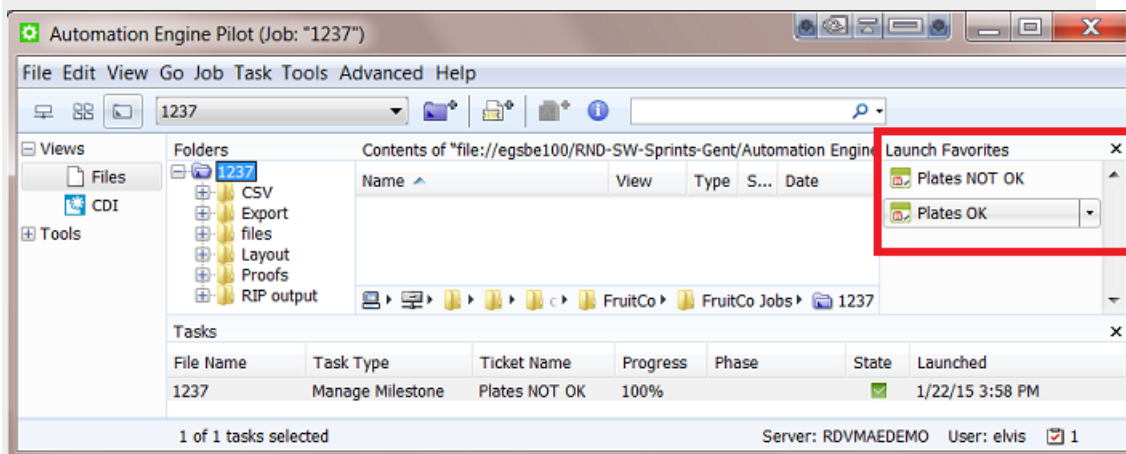 Automation Engine Pilot (Job: "1237")
File Edit View Go Job Task Tools Advanced Help
1237
Views
Files
CDI
Tools
Folders
1237
CSV
Export
files
Layout
Proofs
RIP output
Contents of "file://egsbe100/RND-SW-Sprints-Gent/Automation Engine
Name View Type S... Date
c FruitCo FruitCo Jobs 1237
Launch Favorites
Plates NOT OK
Plates OK
Tasks
File Name Task Type Ticket Name Progress Phase State Launched
1237 Manage Milestone Plates NOT OK 100% 1/22/15 3:58 PM
1 of 1 tasks selected Server: RDVMAEDEMO User: elvis 1